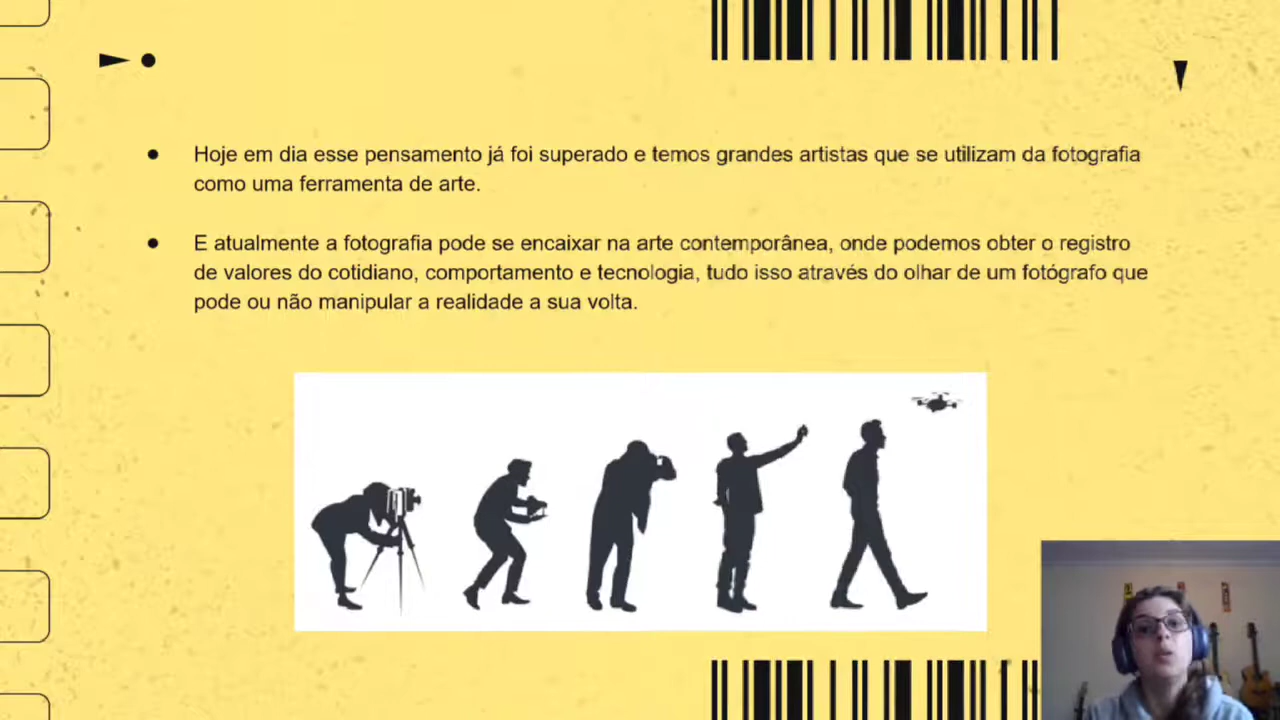 Hoje em dia esse pensamento já foi superado e temos grandes artistas que se utilizam da fotografia
como uma ferramenta de arte.
E atualmente a fotografia pode se encaixar na arte contemporânea, onde podemos obter o registro
de valores do cotidiano, comportamento e tecnologia, tudo isso através do olhar de um fotógrafo que
pode ou não manipular a realidade a sua volta.